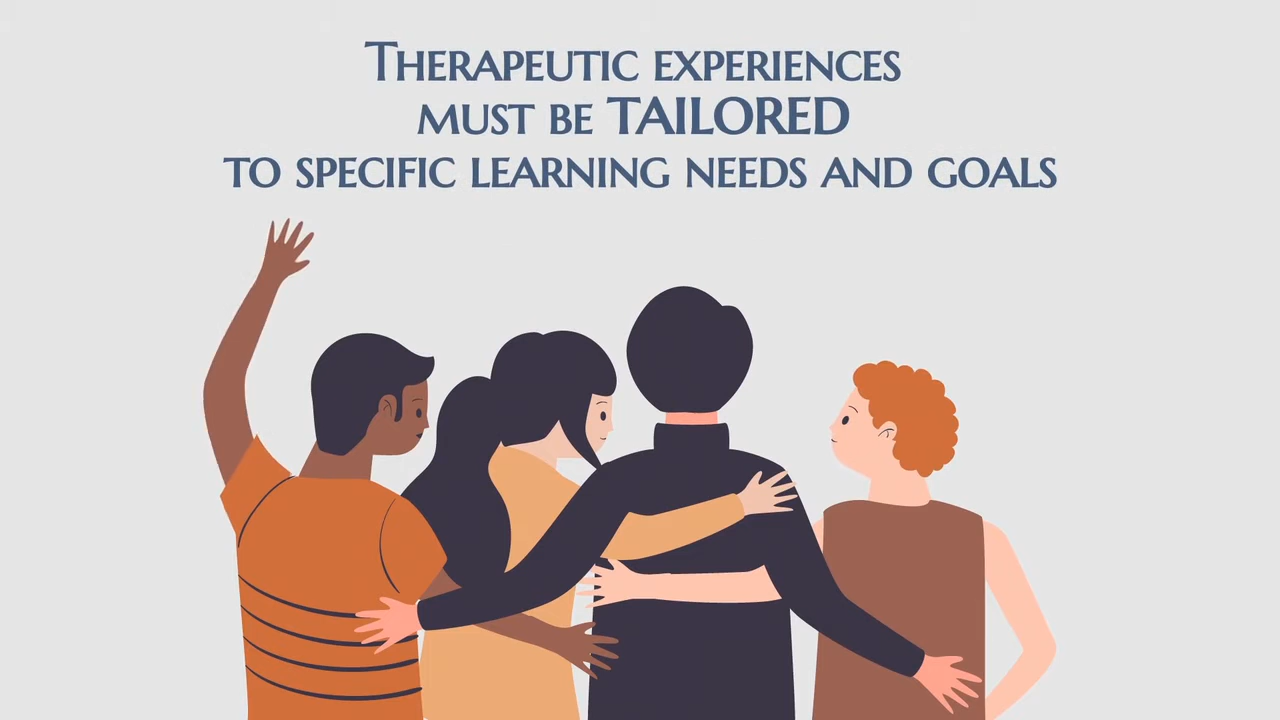 Therapeutic experiences
must be TAILORED
to specific learning needs and goals